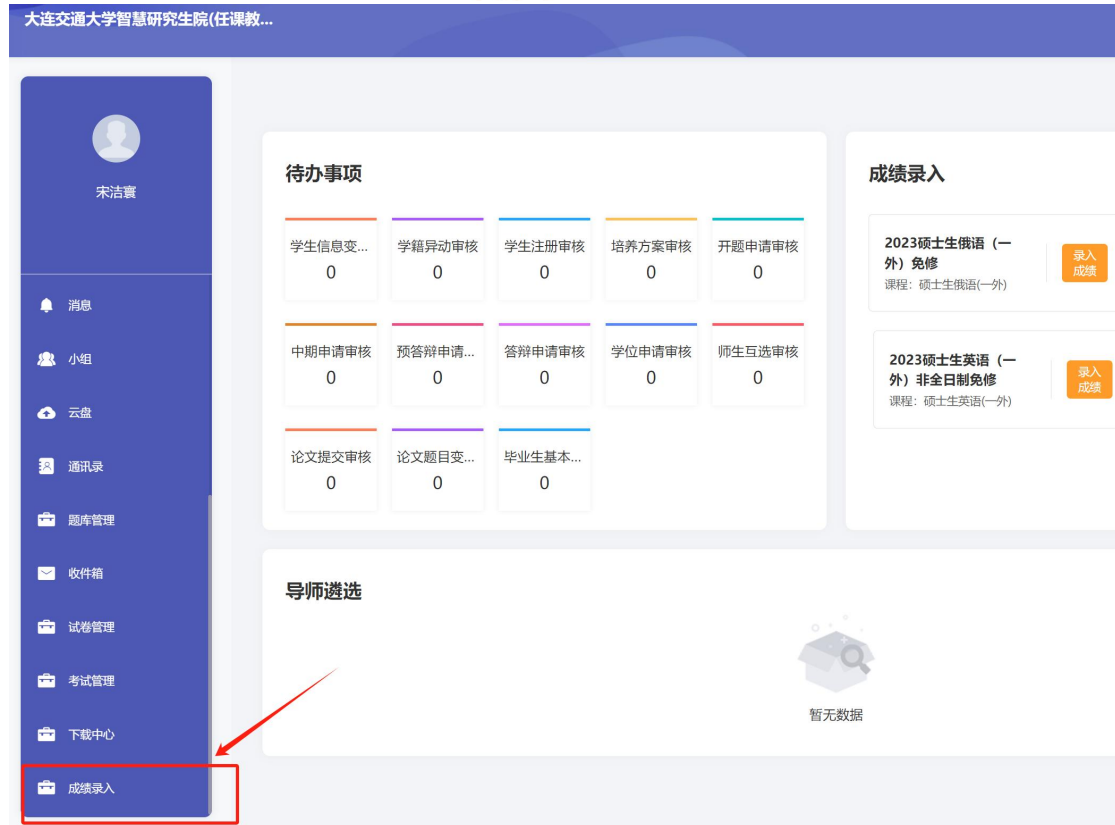 大连交通大学智慧研究生院(任课教...
宋洁寰
消息
小组
云盘
通讯录
题库管理
收件箱
试卷管理
考试管理
下载中心
成绩录入
待办事项
学生信息变...
0
学籍异动审核
0
学生注册审核
0
培养方案审核
0
开题申请审核
0
中期申请审核
0
预答辩申请...
0
答辩申请审核
0
学位申请审核
0
师生互选审核
0
论文提交审核
0
论文题目变...
0
毕业生基本...
0
成绩录入
2023硕士生俄语（一
外）免修
课程：硕士生俄语(一外)
录入
成绩
2023硕士生英语（一
外）非全日制免修
课程：硕士生英语(一外)
录入
成绩
导师遴选
暂无数据